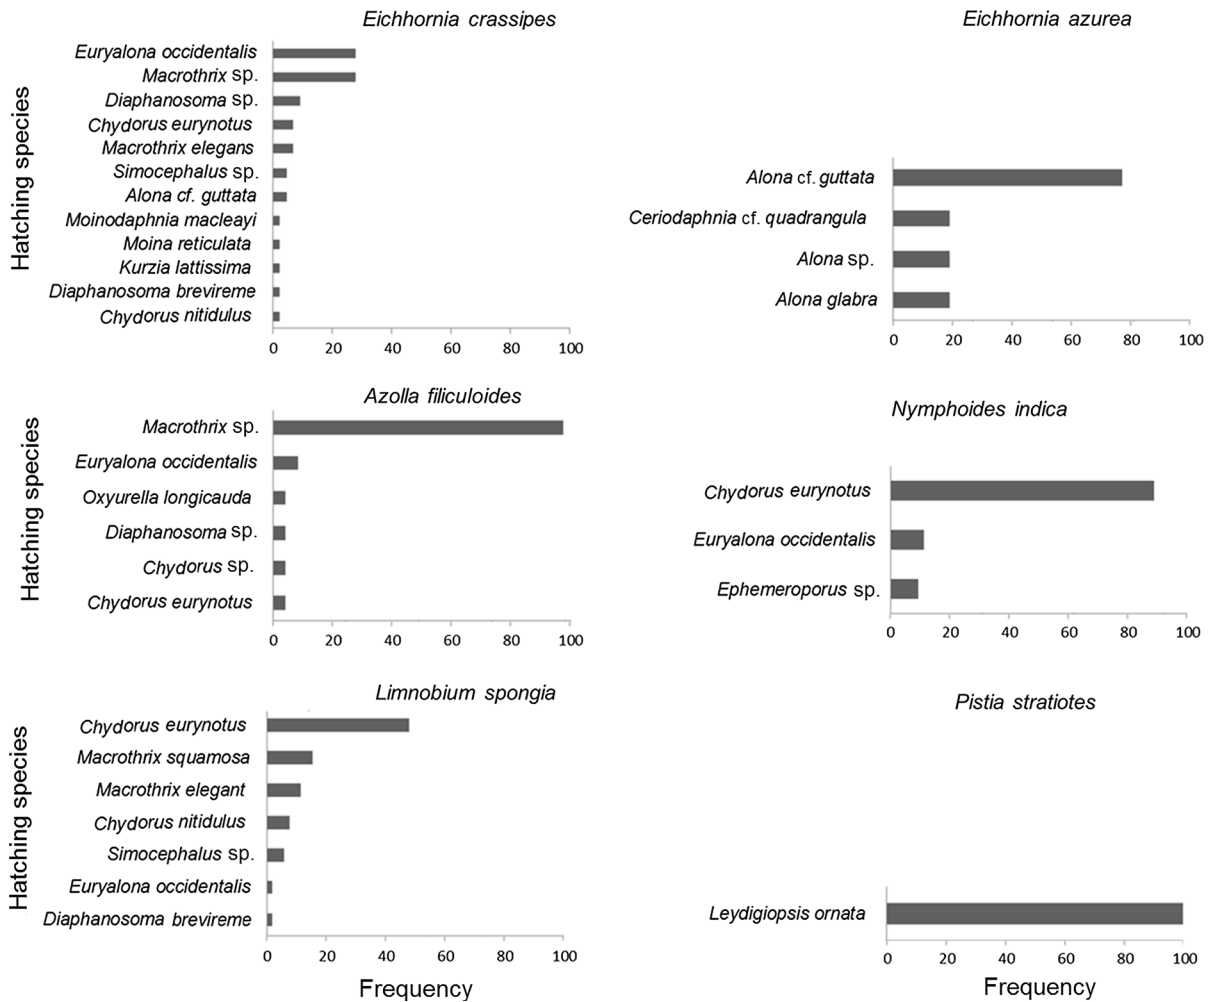 Eichhornia crassipes
Hatching species
Euryalona occidentalis
Macrothrix sp.
Diaphanosoma sp.
Chydorus eurynotus
Macrothrix elegans
Simocephalus sp.
Alona cf. guttata
Moinodaphnia macleayi
Moina reticulata
Kurzia lattissima
Diaphanosoma brevireme
Chydorus nitidulus
0 20 40 60 80 100
Eichhornia azurea
Alona cf. guttata
Ceriodaphnia cf. quadrangula
Alona sp.
Alona glabra
0 20 40 60 80 100
Azolla filiculoides
Hatching species
Macrothrix sp.
Euryalona occidentalis
Oxyurella longicauda
Diaphanosoma sp.
Chydorus sp.
Chydorus eurynotus
0 20 40 60 80 100
Nymphoides indica
Chydorus eurynotus
Euryalona occidentalis
Ephemeroporus sp.
0 20 40 60 80 100
Limnobium spongia
Hatching species
Chydorus eurynotus
Macrothrix squamosa
Macrothrix elegant
Chydorus nitidulus
Simocephalus sp.
Euryalona occidentalis
Diaphanosoma brevireme
0 20 40 60 80 100
Frequency
Pistia stratiotes
Leydigiopsis ornata
0 20 40 60 80 100
Frequency